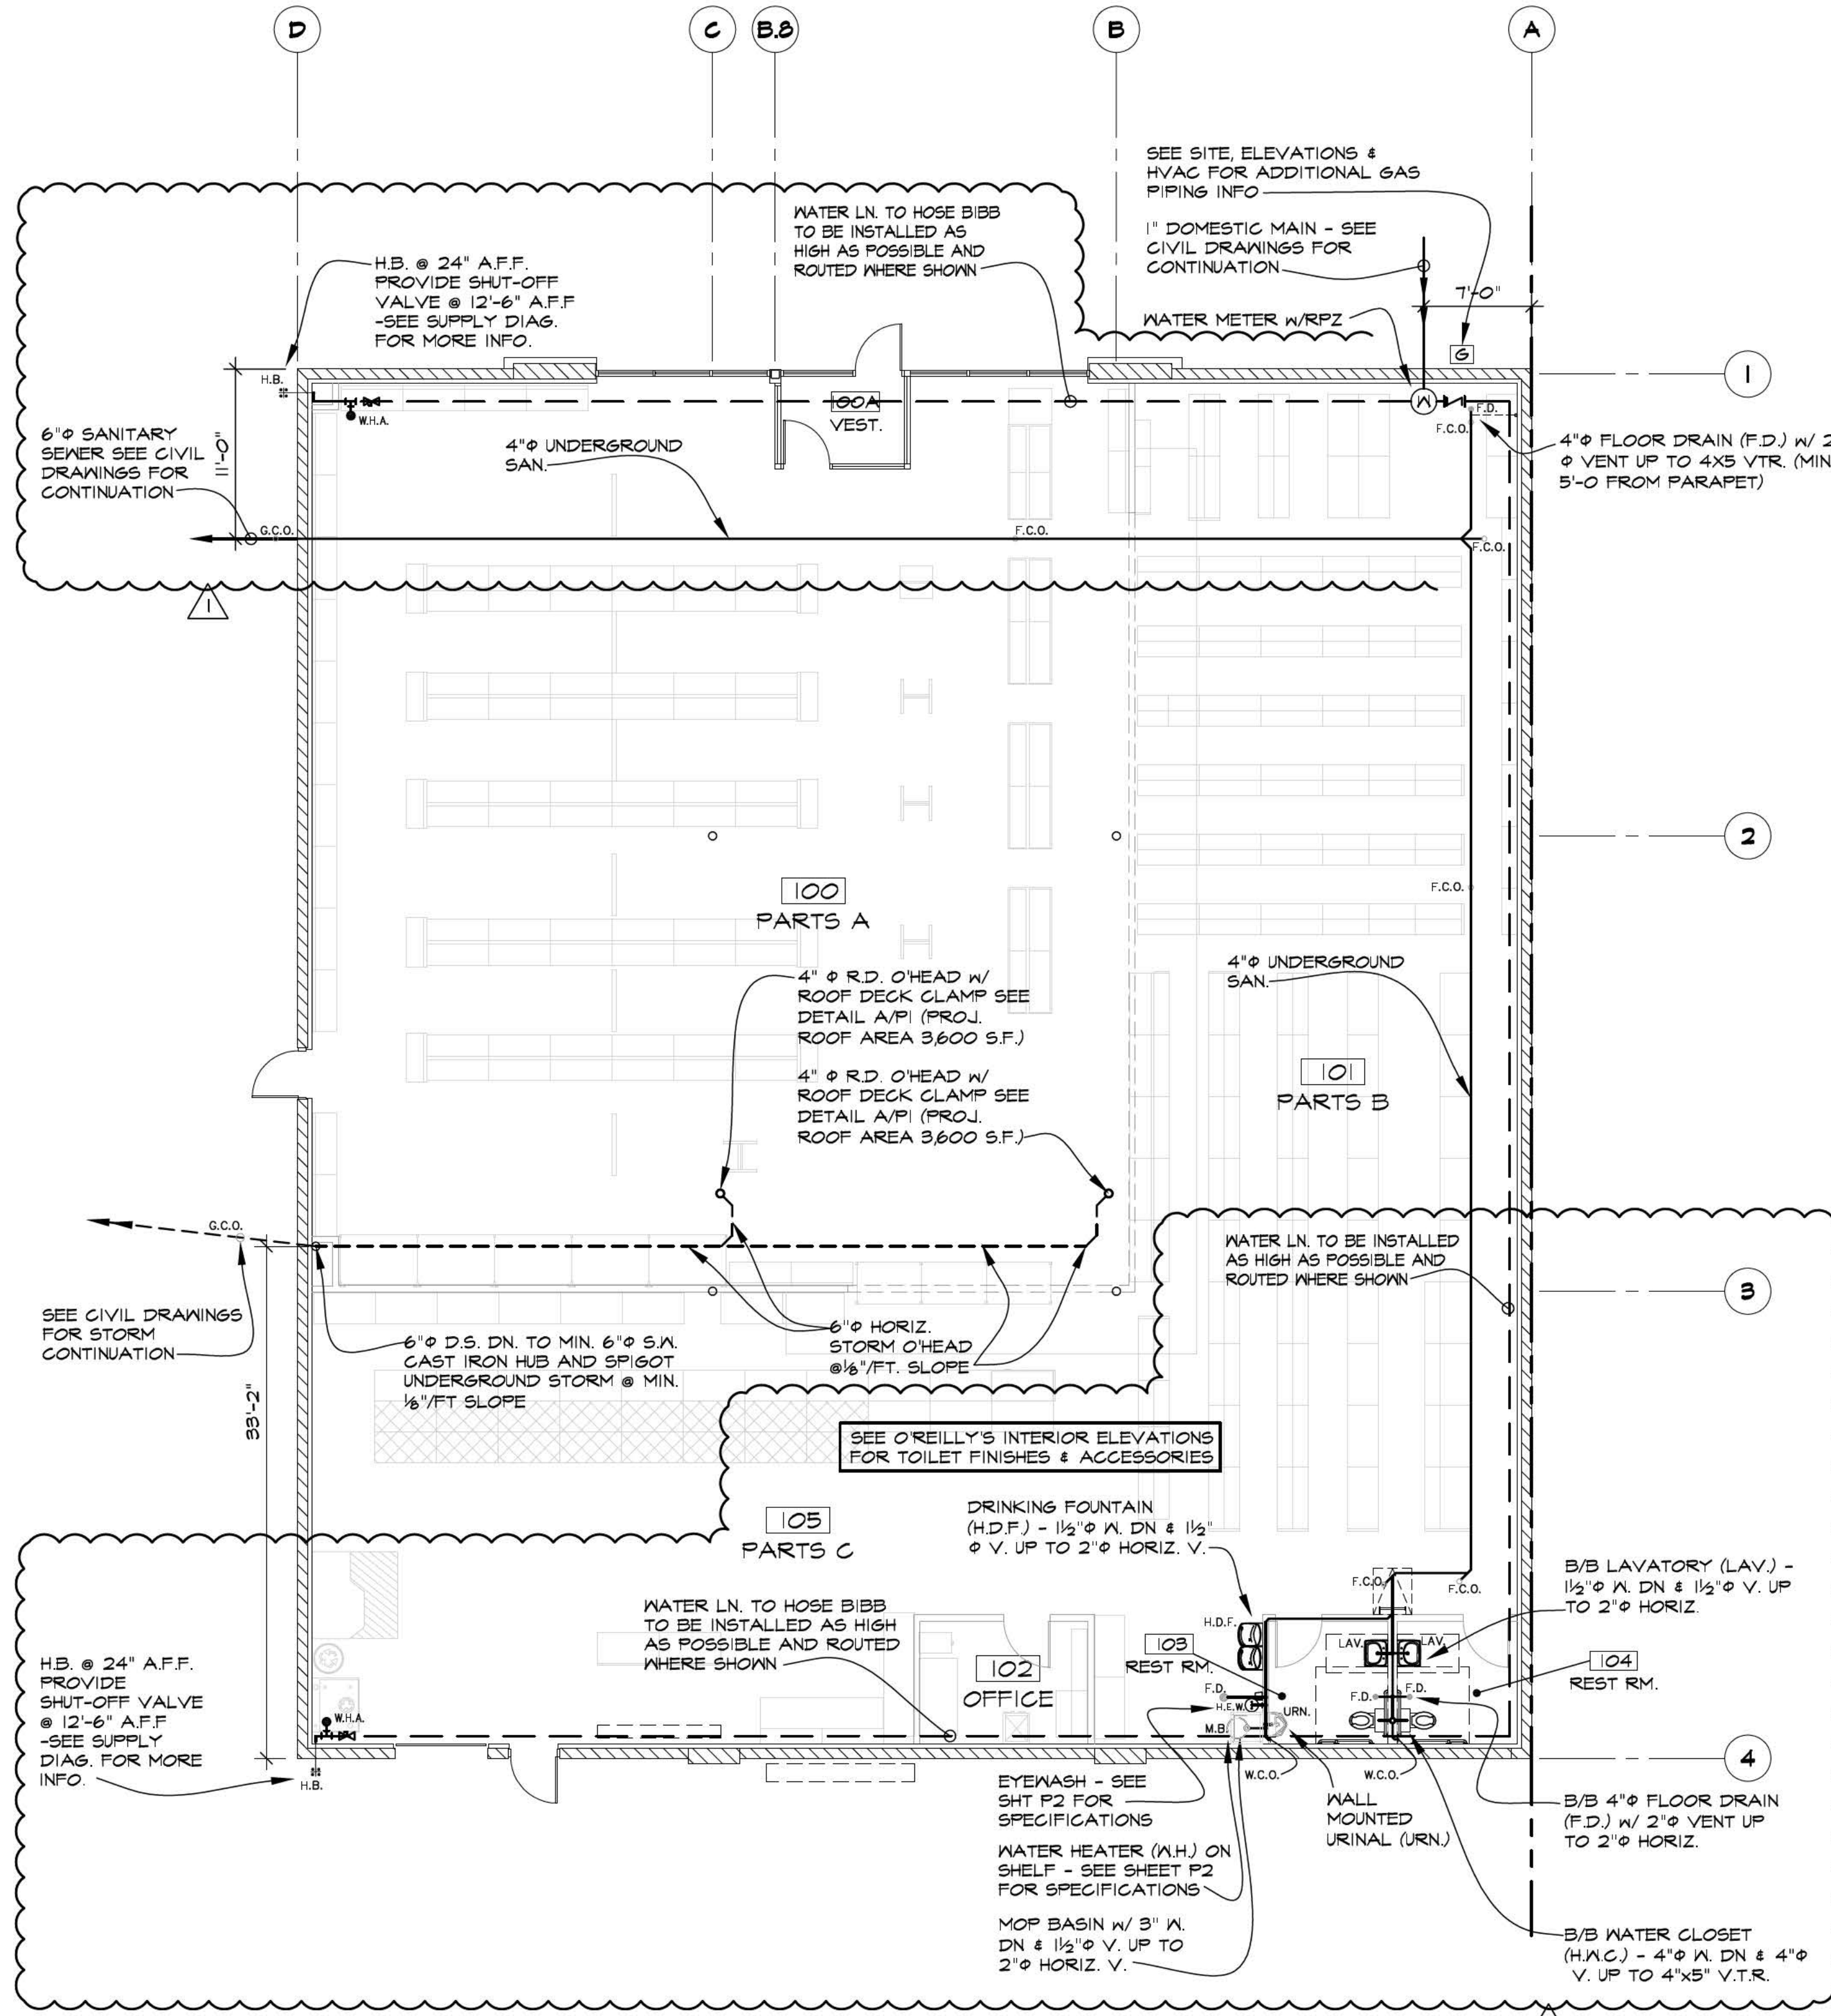 D
C
B.8
B
A
SEE SITE, ELEVATIONS &
HVAC FOR ADDITIONAL GAS
PIPING INFO
1" DOMESTIC MAIN - SEE
CIVIL DRAWINGS FOR
CONTINUATION
7'-0"
WATER LN. TO HOSE BIBB
TO BE INSTALLED AS
HIGH AS POSSIBLE AND
ROUTED WHERE SHOWN
H.B. @ 24" A.F.F.
PROVIDE SHUT-OFF
VALVE @ 12'-6" A.F.F
-SEE SUPPLY DIAG.
FOR MORE INFO.
WATER METER W/RPZ
G
1
H.B.
W.H.A.
100A
VEST.
W
F.D.
F.C.O.
6"Φ SANITARY
SEWER SEE CIVIL
DRAWINGS FOR
CONTINUATION
11'-0"
4"Φ UNDERGROUND
SAN.
4"Φ FLOOR DRAIN (F.D.) W/ 2
Φ VENT UP TO 4X5 VTR. (MIN
5'-0 FROM PARAPET)
G.C.O.
F.C.O.
F.C.O.
1
2
100
PARTS A
F.C.O.
4" Φ R.D. O'HEAD W/
ROOF DECK CLAMP SEE
DETAIL A/P1 (PROJ.
ROOF AREA 3,600 S.F.)
4"Φ UNDERGROUND
SAN.
4" Φ R.D. O'HEAD W/
ROOF DECK CLAMP SEE
DETAIL A/P1 (PROJ.
ROOF AREA 3,600 S.F.)
101
PARTS B
G.C.O.
WATER LN. TO BE INSTALLED
AS HIGH AS POSSIBLE AND
ROUTED WHERE SHOWN
3
SEE CIVIL DRAWINGS
FOR STORM
CONTINUATION
6"Φ D.S. DN. TO MIN. 6"Φ S.W.
CAST IRON HUB AND SPIGOT
UNDERGROUND STORM @ MIN.
⅛"/FT SLOPE
6"Φ HORIZ.
STORM O'HEAD
@⅛"/FT. SLOPE
33'-2"
SEE O'REILLY'S INTERIOR ELEVATIONS
FOR TOILET FINISHES & ACCESSORIES
105
PARTS C
DRINKING FOUNTAIN
(H.D.F.) - 1½"Φ W. DN & 1½"
Φ V. UP TO 2"Φ HORIZ. V.
B/B LAVATORY (LAV.) -
1½"Φ W. DN & 1½"Φ V. UP
TO 2"Φ HORIZ.
F.C.O.
F.C.O.
WATER LN. TO HOSE BIBB
TO BE INSTALLED AS HIGH
AS POSSIBLE AND ROUTED
WHERE SHOWN
H.D.F.
103
REST RM.
LAV.
LAV.
104
REST RM.
102
OFFICE
H.B. @ 24" A.F.F.
PROVIDE
SHUT-OFF VALVE
@ 12'-6" A.F.F
-SEE SUPPLY
DIAG. FOR MORE
INFO.
F.D.
H.E.W.
URN.
F.D.
F.D.
M.B.
W.H.A.
H.B.
4
W.C.O.
W.C.O.
EYEWASH - SEE
SHT P2 FOR
SPECIFICATIONS
WALL
MOUNTED
URINAL (URN.)
B/B 4"Φ FLOOR DRAIN
(F.D.) W/ 2"Φ VENT UP
TO 2"Φ HORIZ.
WATER HEATER (W.H.) ON
SHELF - SEE SHEET P2
FOR SPECIFICATIONS
MOP BASIN W/ 3" W.
DN & 1½"Φ V. UP TO
2"Φ HORIZ. V.
B/B WATER CLOSET
(H.W.C.) - 4"Φ W. DN & 4"Φ
V. UP TO 4"x5" V.T.R.